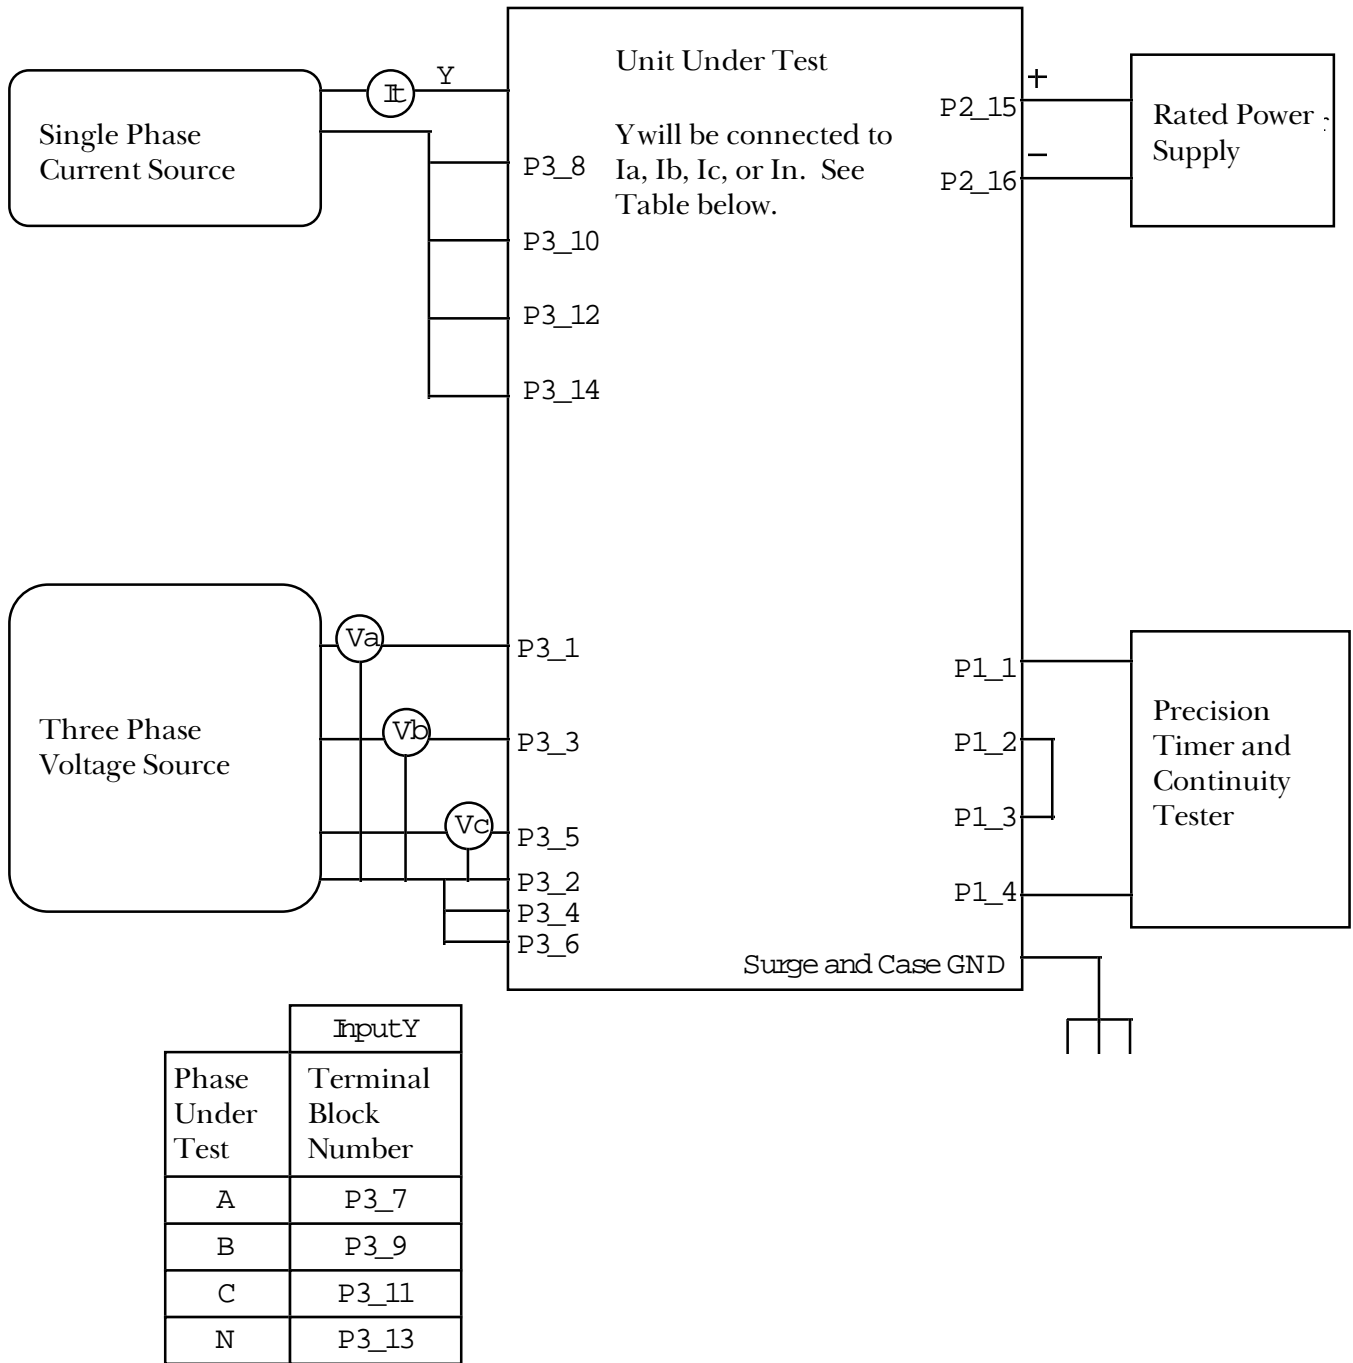 Single Phase
Current Source
It
Y
Unit Under Test
Y will be connected to
Ia, Ib, Ic, or In. See
Table below.
P3_8
P3_10
P3_12
P3_14
+
P2_15
−
P2_16
Rated Power
Supply
Three Phase
Voltage Source
Va
Vb
Vc
P3_1
P3_3
P3_5
P3_2
P3_4
P3_6
P1_1
P1_2
P1_3
P1_4
Precision
Timer and
Continuity
Tester
Surge and Case GND
Input Y
Phase
Under
Test
Terminal
Block
Number
A P3_7
B P3_9
C P3_11
N P3_13